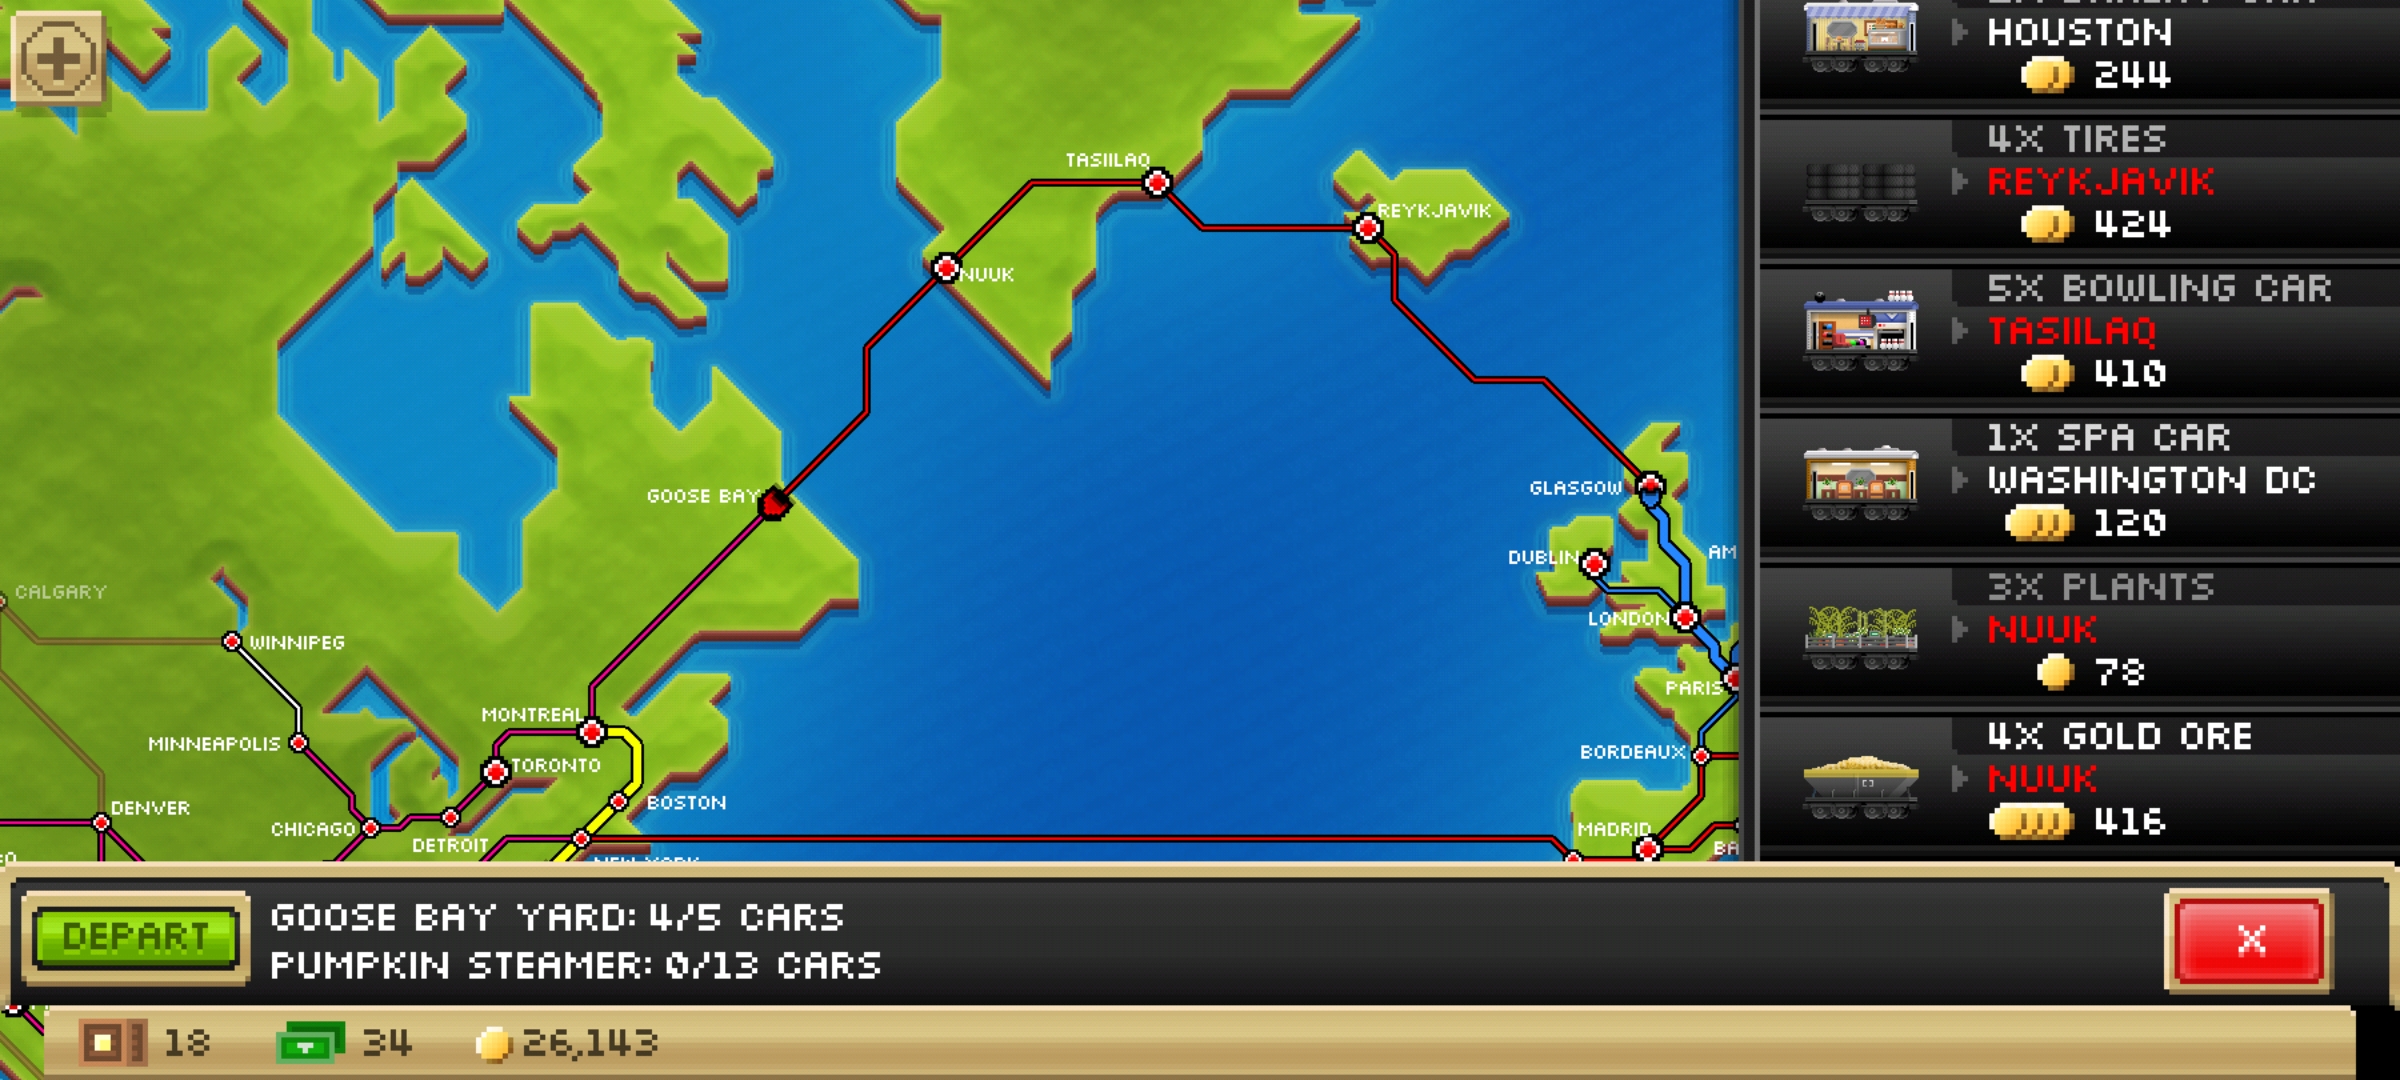 HOUSTON
244
4X TIRES
REYKJAVIK
424
5X BOWLING CAR
TASIILAQ
410
1X SPA CAR
WASHINGTON DC
120
3X PLANTS
NUUK
78
4X GOLD ORE
NUUK
416
TASIILAQ
REYKJAVIK
NUUK
GOOSE BAY
GLASGOW
DUBLIN
AM
LONDON
CALGARY
WINNIPEG
PARIS
MONTREAL
MINNEAPOLIS
BORDEAUX
TORONTO
BOSTON
DENVER
CHICAGO
DETROIT
MADRID
BA
NEW YORK
DEPART
GOOSE BAY YARD: 4/5 CARS
PUMPKIN STEAMER: 0/13 CARS
X
18
34
26,143